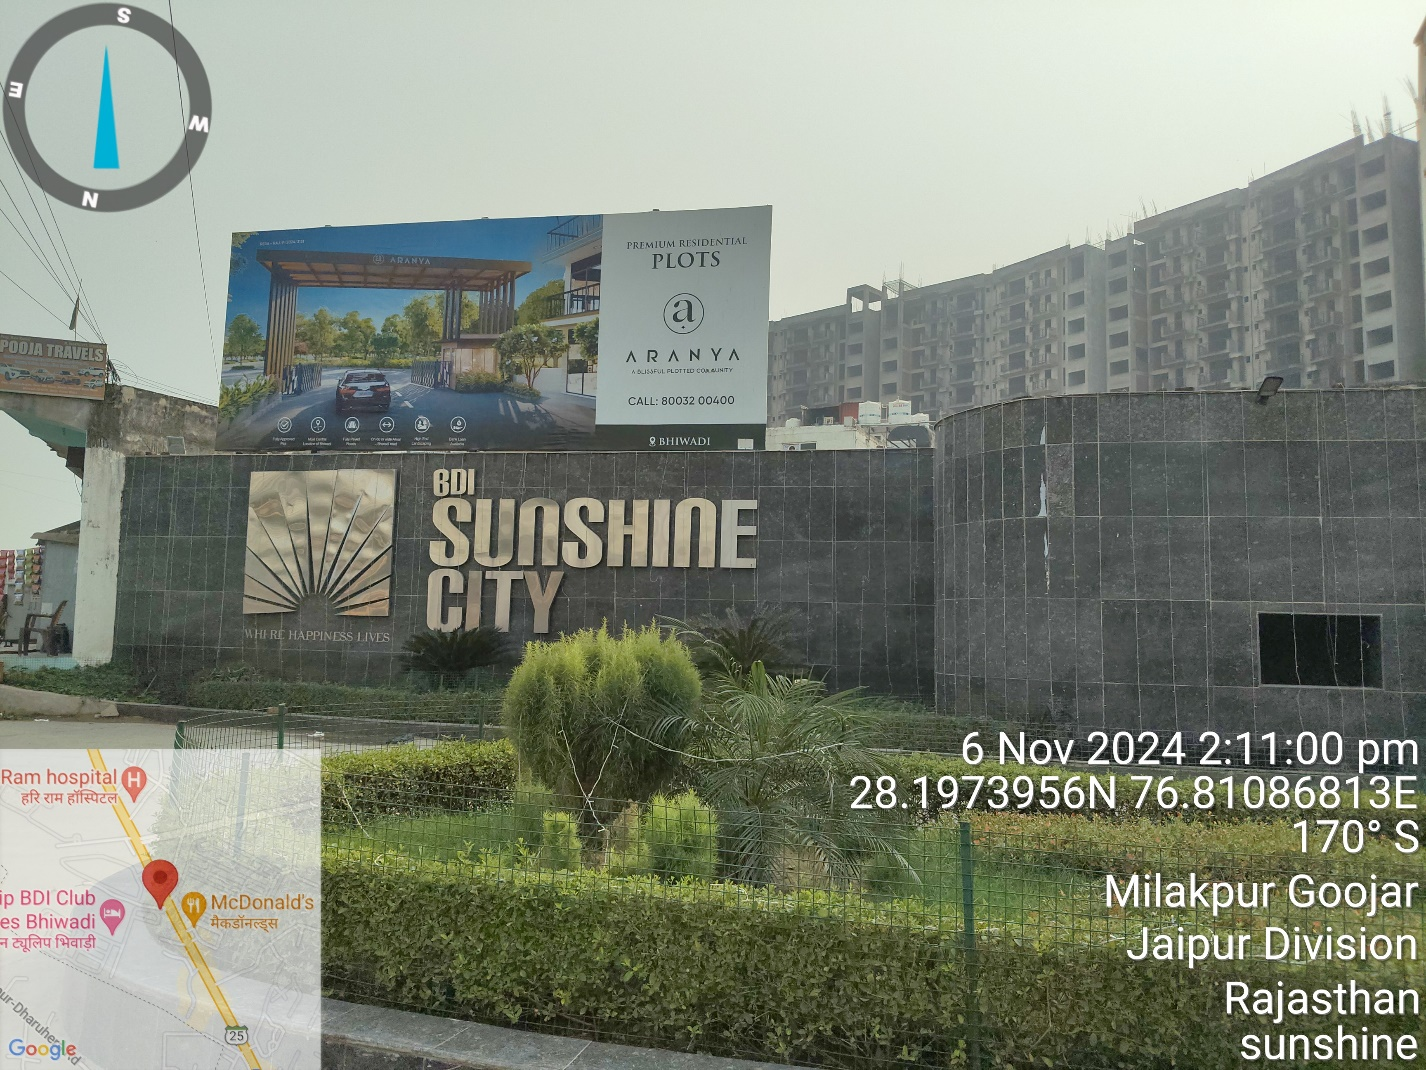 S
E
W
N
POOJA TRAVELS
ARANYA
PREMIUM RESIDENTIAL
PLOTS
a
ARANYA
A BLISSFUL PLOTTED COMMUNITY
CALL: 80032 00400
BHIWADI
BDI
SUNSHINE
CITY
WHERE HAPPINESS LIVES
6 Nov 2024 2:11:00 pm
28.1973956N 76.81086813E
170° S
Milakpur Goojar
Jaipur Division
Rajasthan
sunshine
Ram hospital H
हरि राम हॉस्पिटल
ip BDI Club
es Bhiwadi
न ट्यूलिप भिवाड़ी
McDonald's
मैकडॉनल्ड्स
25
Google